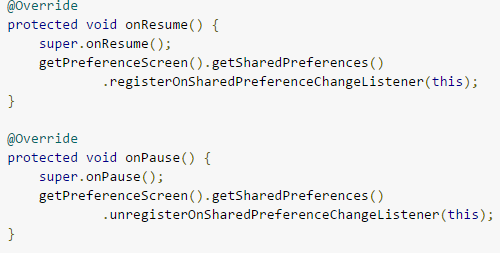 @Override
protected void onResume() {
    super.onResume();
    getPreferenceScreen().getSharedPreferences()
            .registerOnSharedPreferenceChangeListener(this);
}

@Override
protected void onPause() {
    super.onPause();
    getPreferenceScreen().getSharedPreferences()
            .unregisterOnSharedPreferenceChangeListener(this);
}